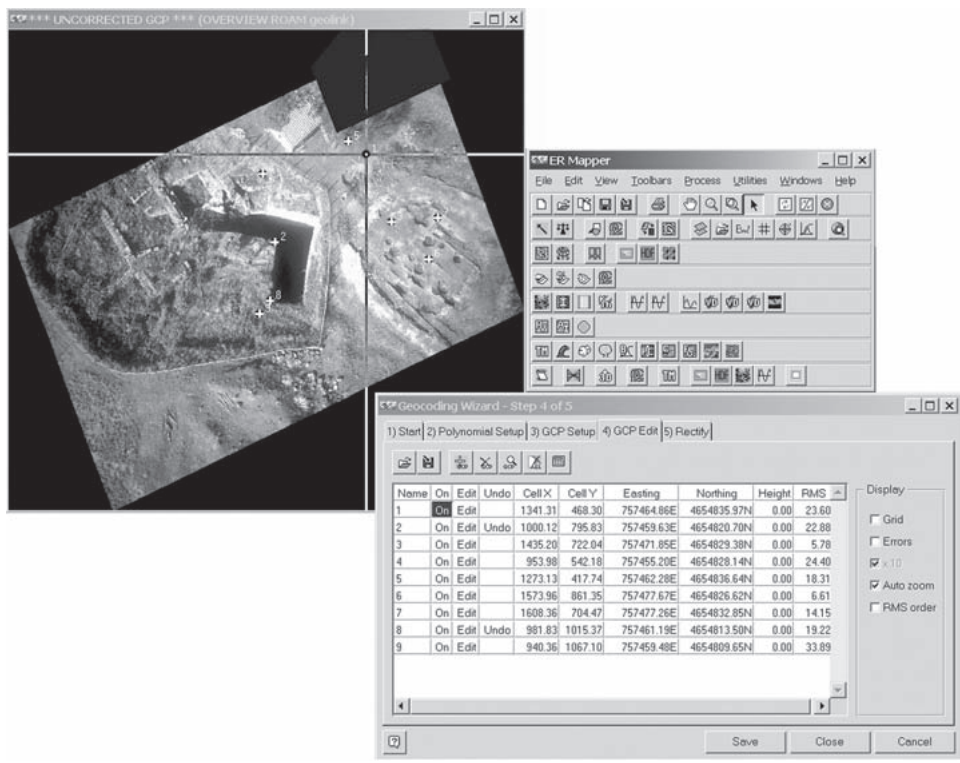 *** UNCORRECTED GCP *** (OVERVIEW ROAM geolink)
5
2
8
ER Mapper
File Edit View Toolbars Process Utilities Windows Help
Geocoding Wizard - Step 4 of 5
1) Start 2) Polynomial Setup 3) GCP Setup 4) GCP Edit 5) Rectify
Name On Edit Undo Cell X Cell Y Easting Northing Height RMS
1 On Edit 1341.31 468.30 757464.86E 4654835.97N 0.00 23.60
2 On Edit Undo 1000.12 795.83 757459.63E 4654820.70N 0.00 22.88
3 On Edit 1435.20 722.04 757471.85E 4654829.38N 0.00 5.78
4 On Edit 953.98 542.18 757455.20E 4654828.14N 0.00 24.40
5 On Edit 1273.13 417.74 757462.28E 4654836.64N 0.00 18.31
6 On Edit 1573.96 861.35 757477.67E 4654826.62N 0.00 6.61
7 On Edit 1608.36 704.47 757477.26E 4654832.85N 0.00 14.15
8 On Edit Undo 981.83 1015.37 757461.19E 4654813.50N 0.00 19.22
9 On Edit 940.36 1067.10 757459.48E 4654809.65N 0.00 33.89
Display
Grid
Errors
x 10
Auto zoom
RMS order
Save Close Cancel